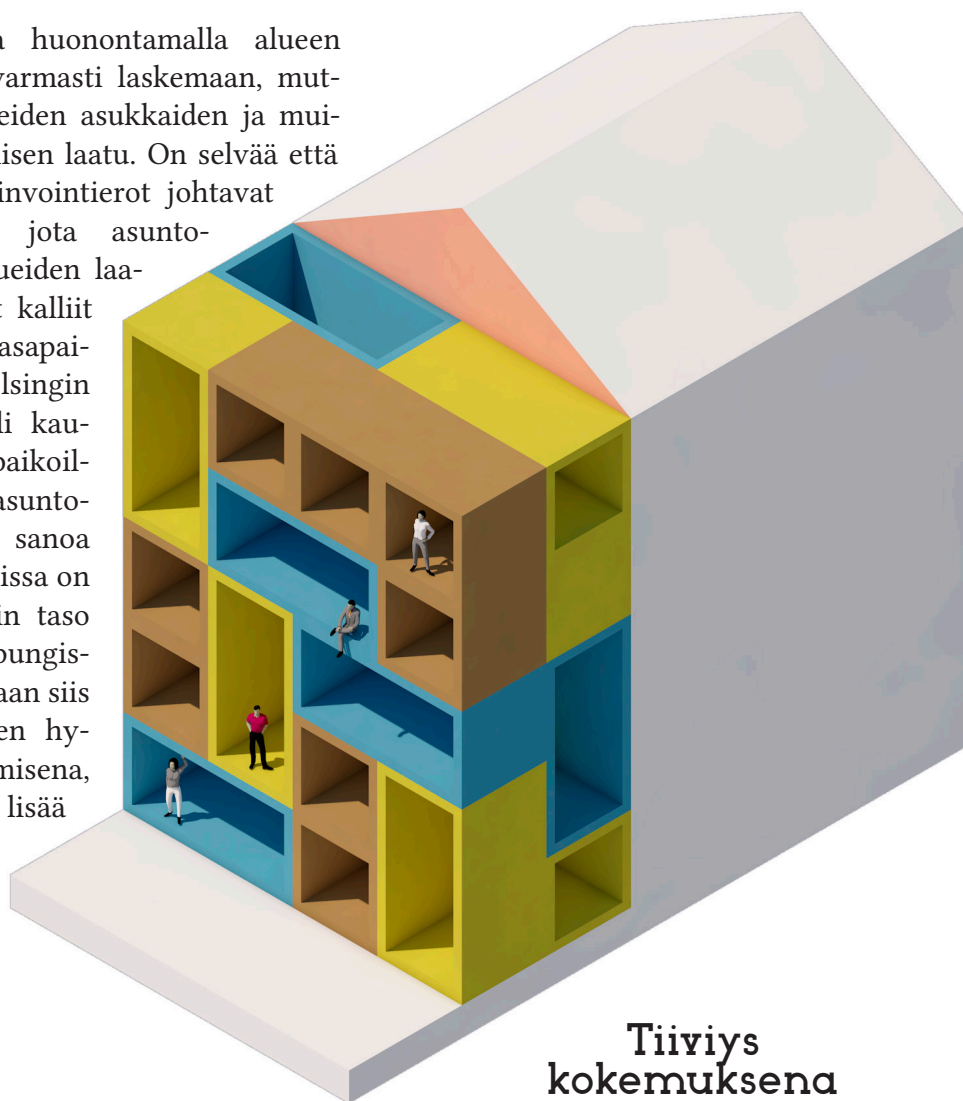 huonontamalla alueen
varmasti laskemaan, mut-
eiden asukkaiden ja mui-
isen laatu. On selvää että
invointierot johtavat
jota asunto-
ueiden laa-
t kalliit
asapai-
lsingin
li kau-
paikoil-
asunto-
sanoa
issa on
in taso
pungis-
aan siis
en hy-
misena,
lisää
Tiiviys
kokemuksena